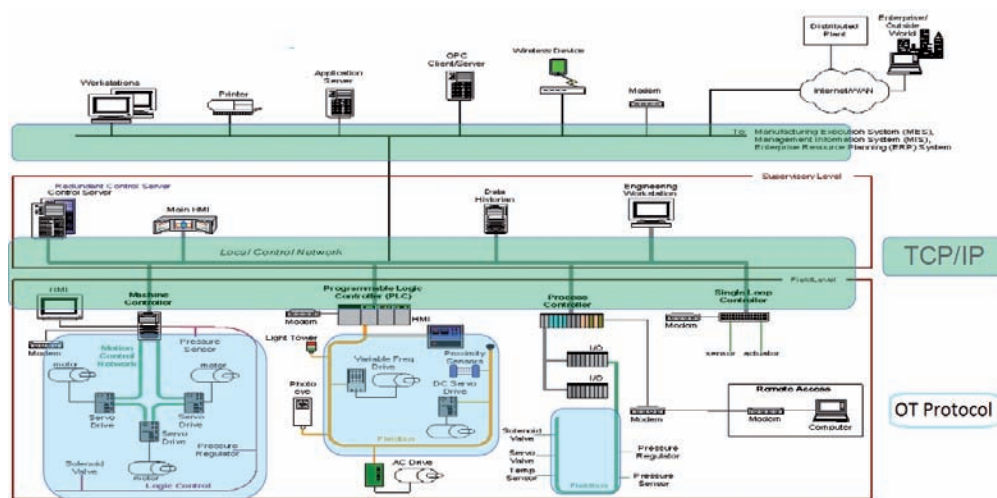 Distributed
Plant
Enterprise/
Outside
World
Internet/WAN
Workstations
Printer
Application
Server
OPC
Client/Server
Wireless Device
Modem
To: Manufacturing Execution System (MES),
Management Information System (MIS),
Enterprise Resource Planning (ERP) System
Supervisory Level
Redundant Control Server
Control Server
Main HMI
Data
Historian
Engineering
Workstation
Local Control Network
TCP/IP
Field Level
HMI
Machine
Controller
Programmable Logic
Controller (PLC)
Process
Controller
Single Loop
Controller
Modem
HMI
Modem
Modem
Motion
Control
Network
Pressure
Sensor
Light Tower
Proximity
Sensors
I/O
sensor
actuator
motor
motor
Variable Freq
Drive
Photo
eye
DC Servo
Drive
I/O
Remote Access
Servo
Drive
Servo
Drive
Servo
Drive
Modem
Modem
Computer
OT Protocol
Solenoid
Valve
Servo
Valve
Temp
Sensor
Pressure
Regulator
Pressure
Sensor
Fieldbus
Fieldbus
Pressure
Regulator
Solenoid
Valve
motor
Logic Control
AC Drive